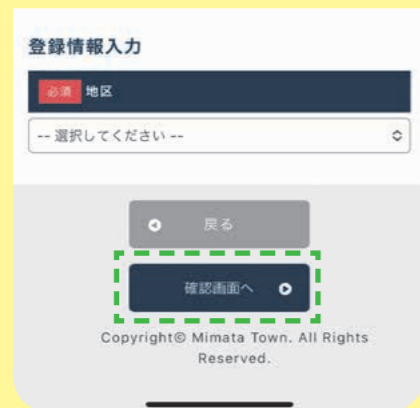 登録情報入力
必須 地区
-- 選択してください --
戻る
確認画面へ
Copyright© Mimata Town. All Rights
Reserved.